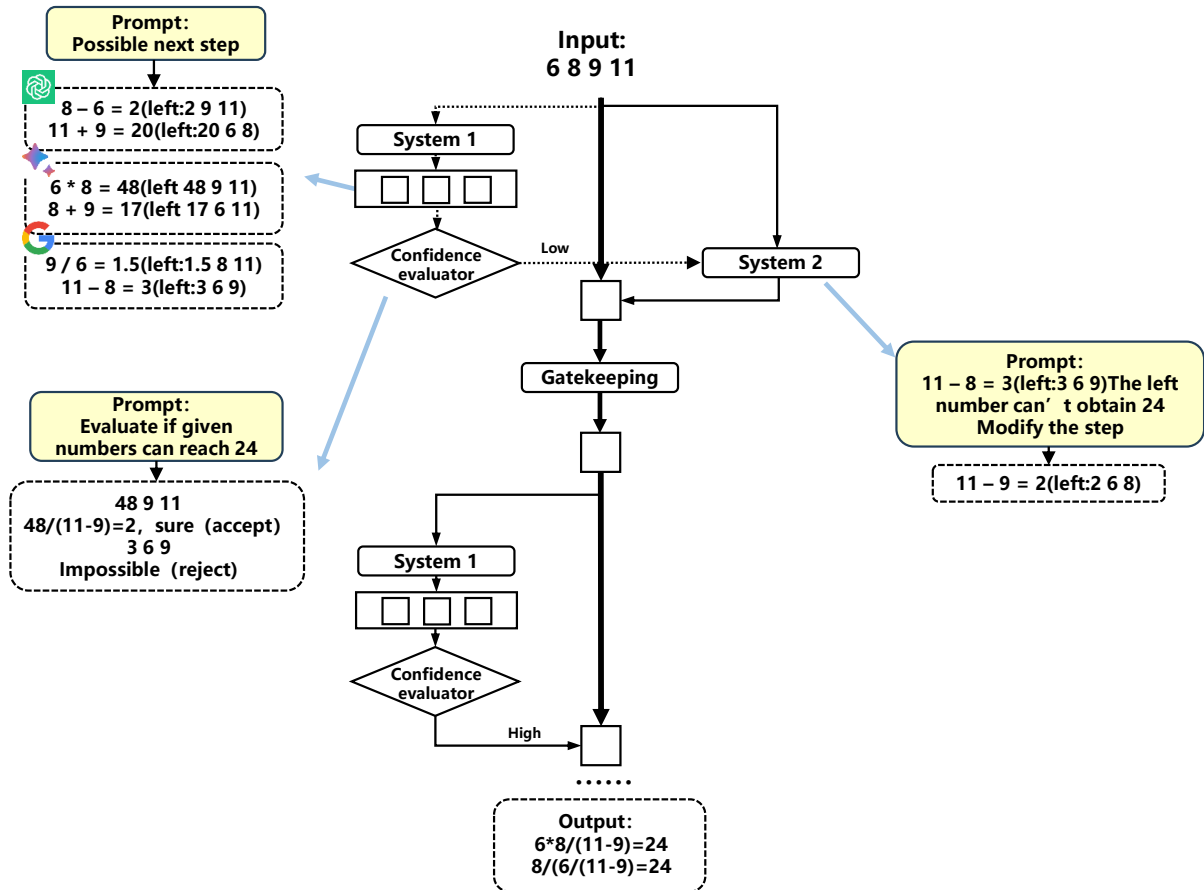 Prompt:
Possible next step
8 – 6 = 2(left:2 9 11)
11 + 9 = 20(left:20 6 8)
6 * 8 = 48(left 48 9 11)
8 + 9 = 17(left 17 6 11)
9 / 6 = 1.5(left:1.5 8 11)
11 – 8 = 3(left:3 6 9)
Input:
6 8 9 11
System 1
Confidence
evaluator
Low
System 2
Gatekeeping
Prompt:
11 – 8 = 3(left:3 6 9)The left
number can’ t obtain 24
Modify the step
11 – 9 = 2(left:2 6 8)
Prompt:
Evaluate if given
numbers can reach 24
48 9 11
48/(11-9)=2, sure (accept)
3 6 9
Impossible (reject)
System 1
Confidence
evaluator
High
......
Output:
6*8/(11-9)=24
8/(6/(11-9)=24